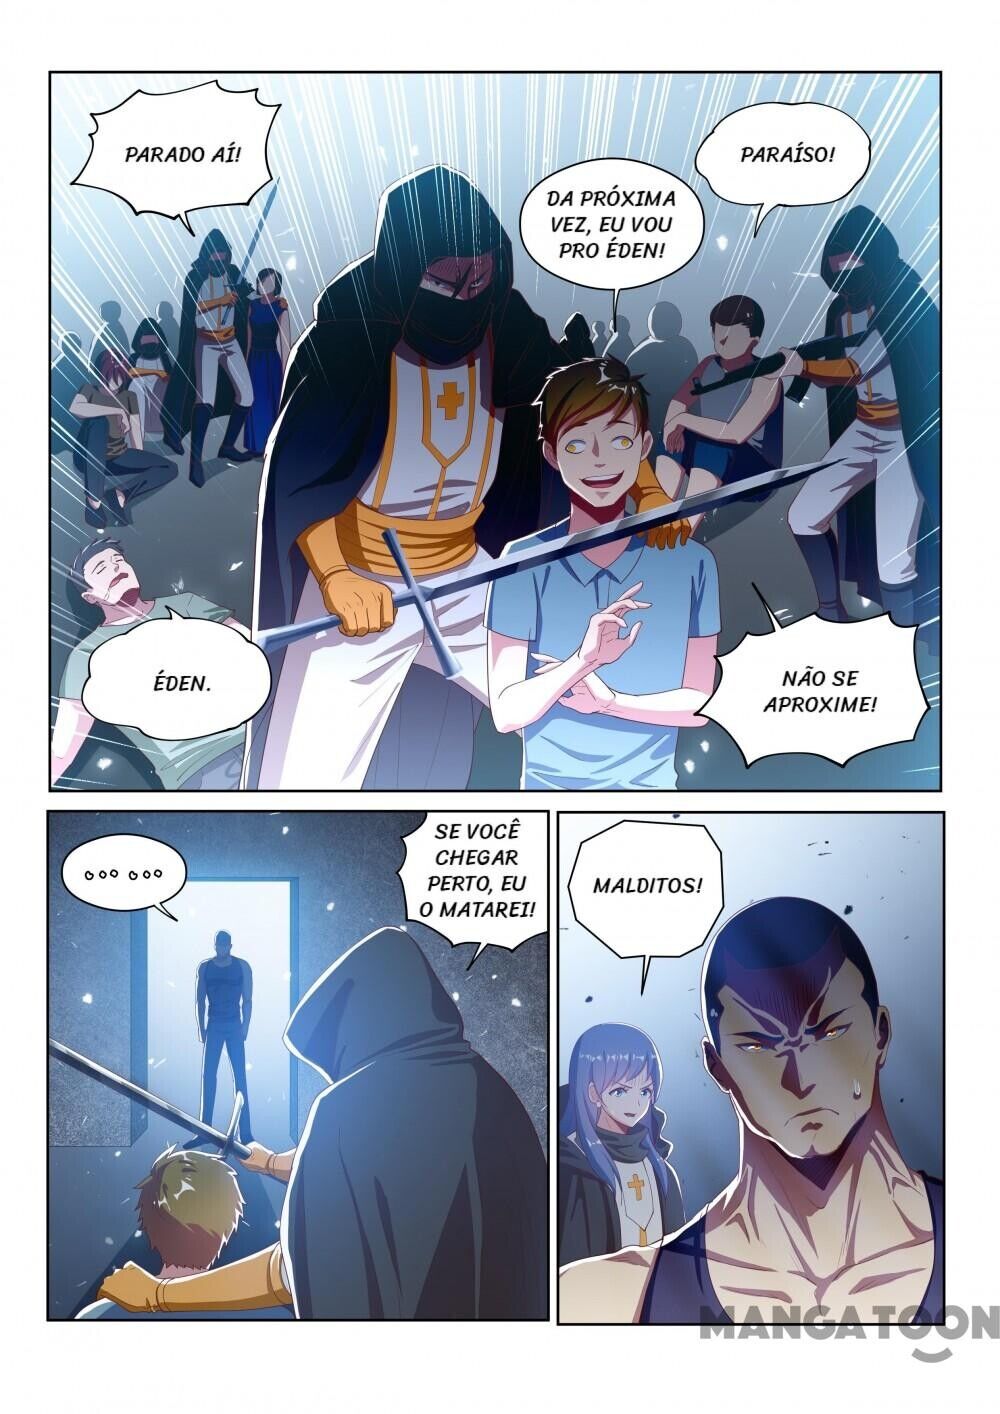 PARADO AÍ!
DA PRÓXIMA
VEZ, EU VOU
PRO ÉDEN!
PARAÍSO!
ÉDEN.
NÃO SE
APROXIME!
... ...
SE VOCÊ
CHEGAR
PERTO, EU
O MATAREI!
MALDITOS!
MANGATOON